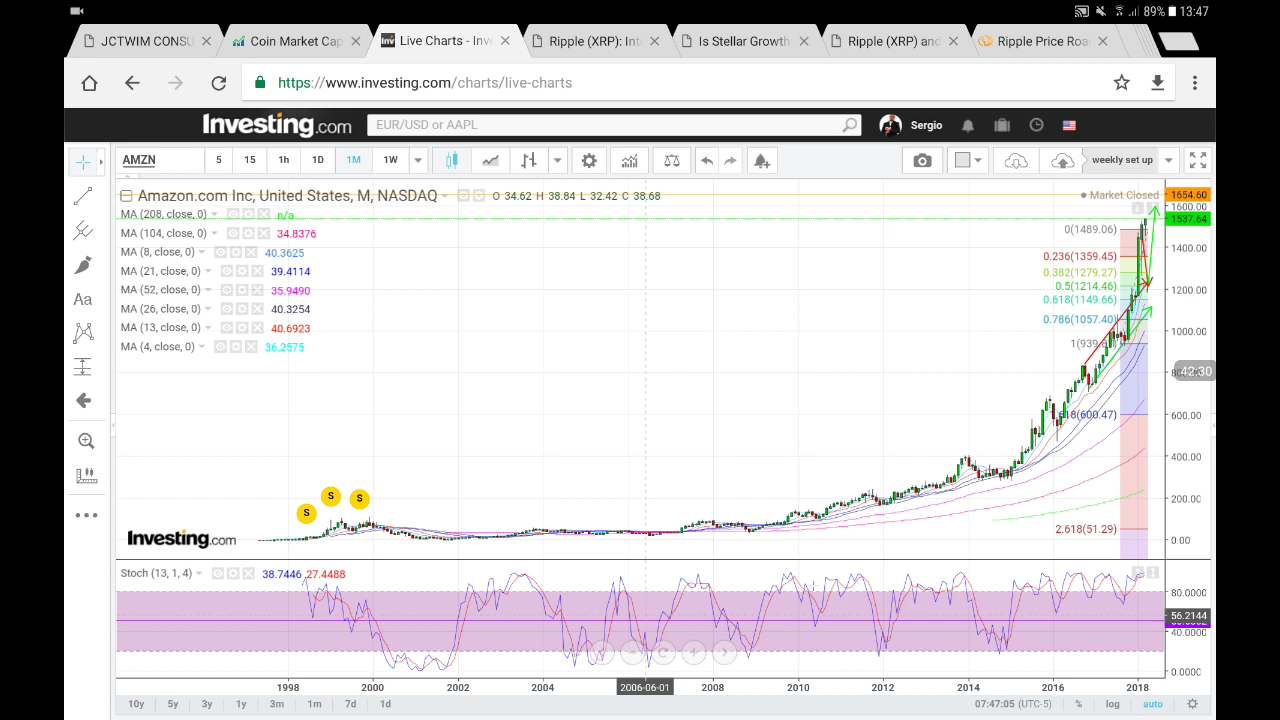 89% 13:47
JCTWIM CONSU
Coin Market Cap
Live Charts - Inve
Ripple (XRP): Int
Is Stellar Growth
Ripple (XRP) and
Ripple Price Roa
https://www.investing.com/charts/live-charts
Investing.com EUR/USD or AAPL Sergio
AMZN 5 15 1h 1D 1M 1W weekly set up
Amazon.com Inc, United States, M, NASDAQ O 34.62 H 38.84 L 32.42 C 38.68 Market Closed
MA (208, close, 0) n/a
MA (104, close, 0) 34.8376
MA (8, close, 0) 40.3625
MA (21, close, 0) 39.4114
MA (52, close, 0) 35.9490
MA (26, close, 0) 40.3254
MA (13, close, 0) 40.6923
MA (4, close, 0) 36.2575
0(1489.06)
0.236(1359.45)
0.382(1279.27)
0.5(1214.46)
0.618(1149.66)
0.786(1057.40)
2.618(51.29)
1654.60
1600.00
1537.64
1400.00
1200.00
1000.00
42:30
600.00
400.00
200.00
0.00
S S S
Investing.com
Stoch (13, 1, 4) 38.7446 27.4488
80.0000
56.2144
40.0000
0.0000
1998 2000 2002 2004 2006-06-01 2008 2010 2012 2014 2016 2018
10y 5y 3y 1y 3m 1m 7d 1d 07:47:05 (UTC-5) % log auto
Aa